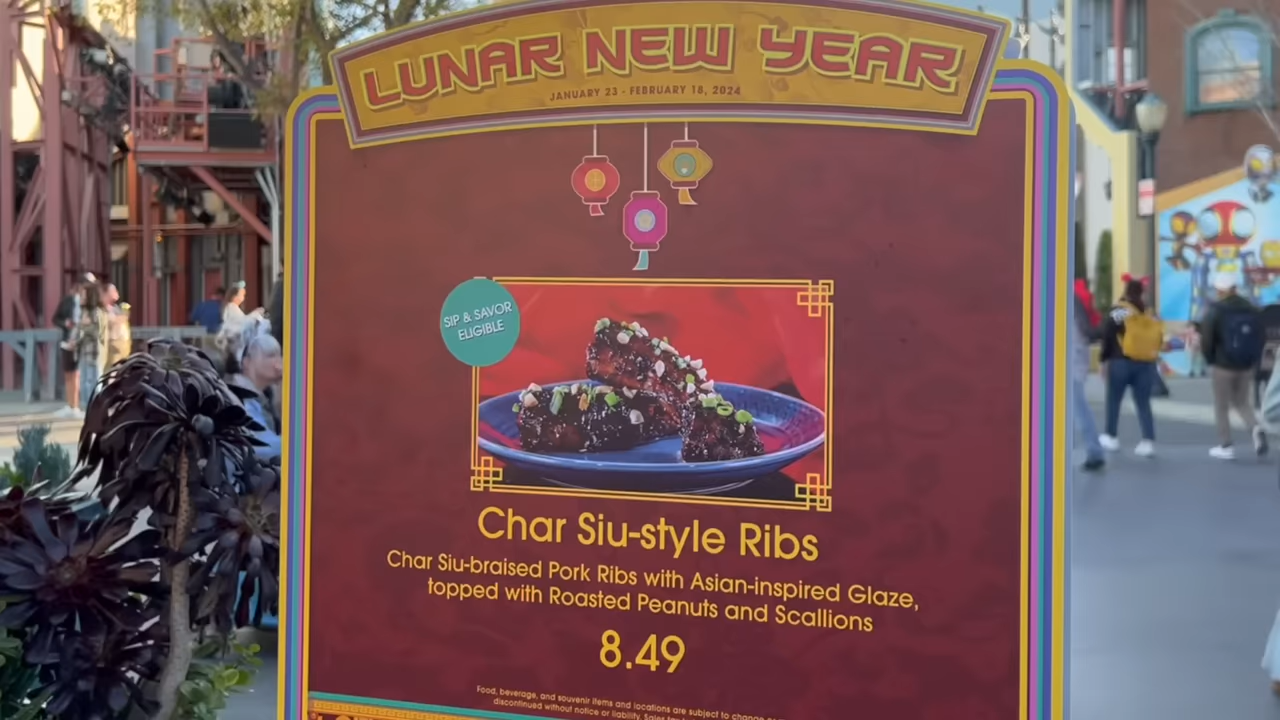 LUNAR NEW YEAR
JANUARY 23 - FEBRUARY 18, 2024
SIP & SAVOR
ELIGIBLE
Char Siu-style Ribs
Char Siu-braised Pork Ribs with Asian-inspired Glaze,
topped with Roasted Peanuts and Scallions
8.49
Food, beverage, and souvenir items and locations are subject to change
discontinued without notice or liability. Sales